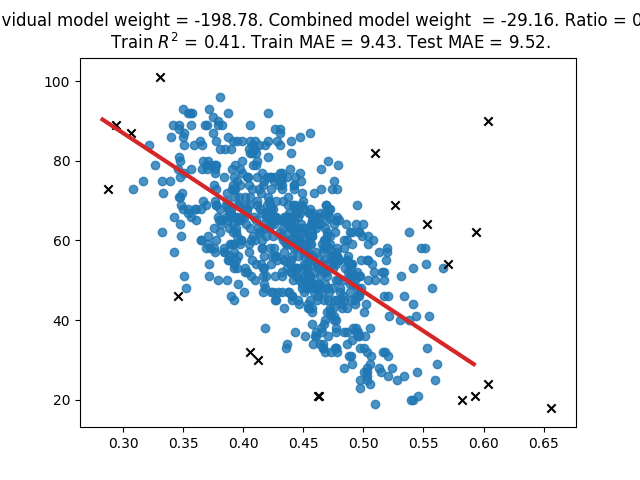 vidual model weight = -198.78. Combined model weight = -29.16. Ratio = 0
Train R² = 0.41. Train MAE = 9.43. Test MAE = 9.52.
100
80
60
40
20
0.30 0.35 0.40 0.45 0.50 0.55 0.60 0.65